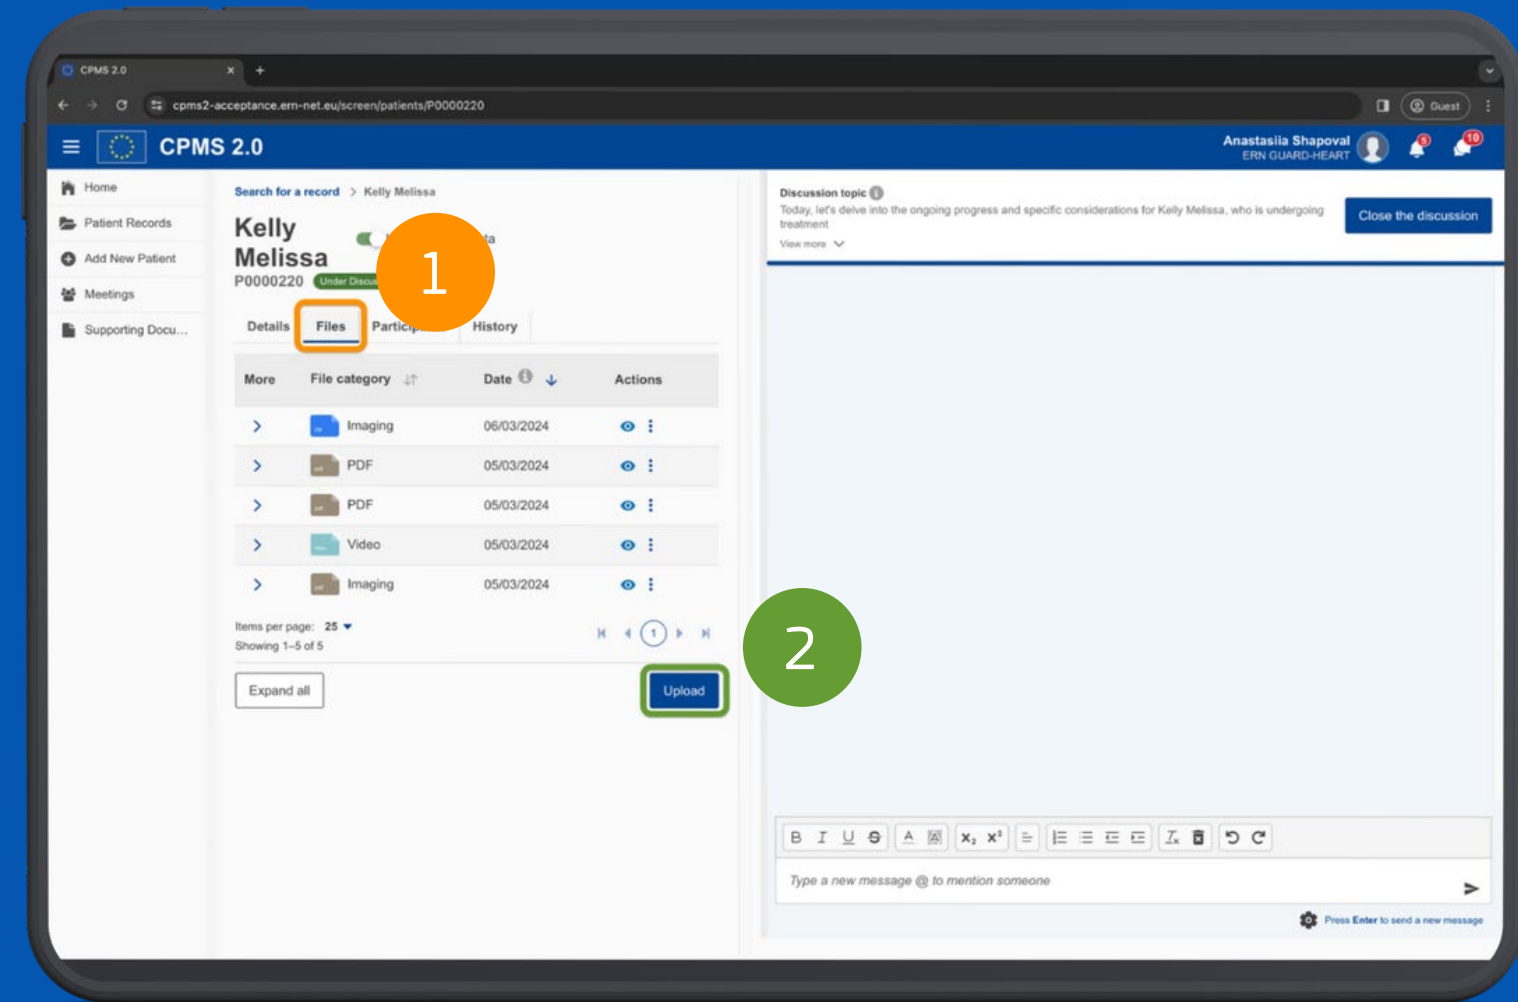 CPMS 2.0
cpms2-acceptance.ern-net.eu/screen/patients/P0000220
Guest
CPMS 2.0
Anastasiia Shapoval
ERN GUARD-HEART
5
10
Home
Patient Records
Add New Patient
Meetings
Supporting Docu...
Search for a record > Kelly Melissa
Kelly
Melissa
P0000220
Under
1
Details Files History
More File category Date Actions
Imaging 06/03/2024
PDF 05/03/2024
PDF 05/03/2024
Video 05/03/2024
Imaging 05/03/2024
Items per page: 25
Showing 1–5 of 5
1
Expand all
Upload
2
Discussion topic
Today, let's delve into the ongoing progress and specific considerations for Kelly Melissa, who is undergoing
treatment
View more
Close the discussion
B I U S A A x₂ x² Tx
Type a new message @ to mention someone
Press Enter to send a new message